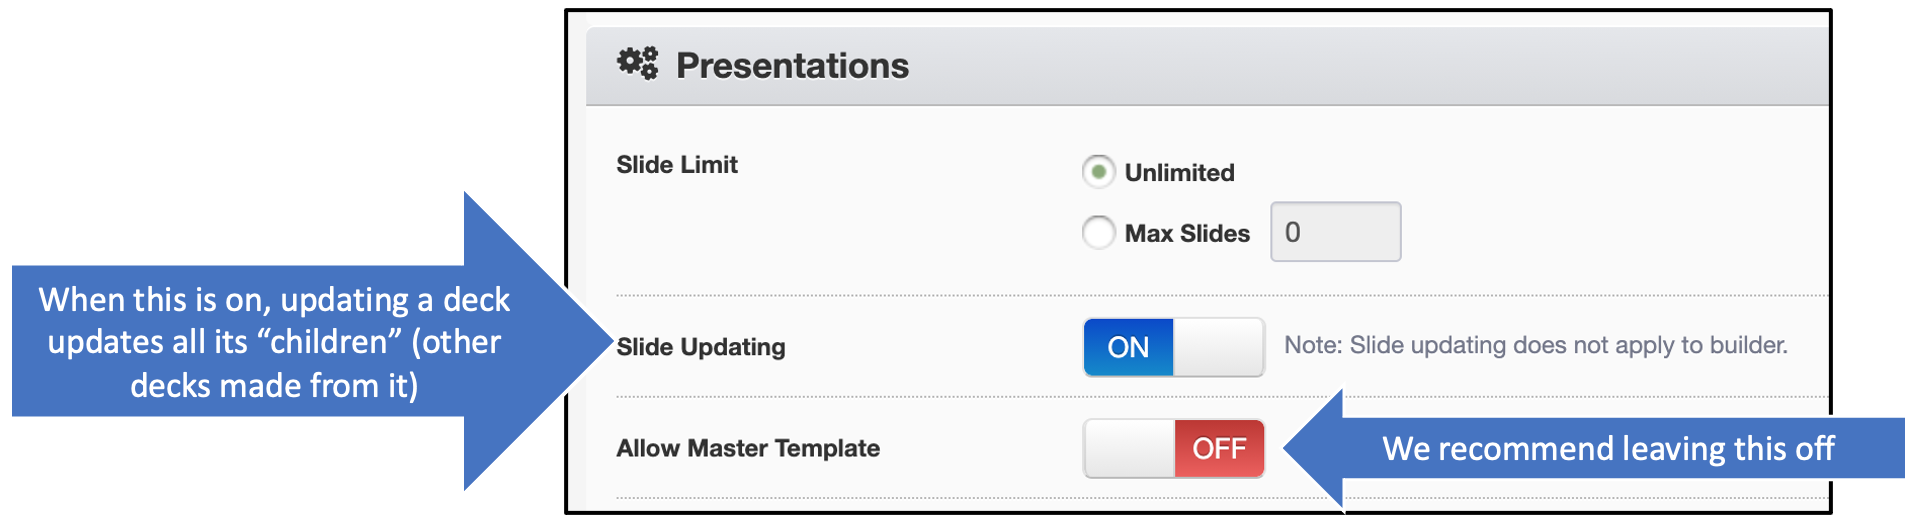 Presentations
Slide Limit
Unlimited
Max Slides 0
When this is on, updating a deck
updates all its “children” (other
decks made from it)
Slide Updating
ON
Note: Slide updating does not apply to builder.
Allow Master Template
OFF
We recommend leaving this off